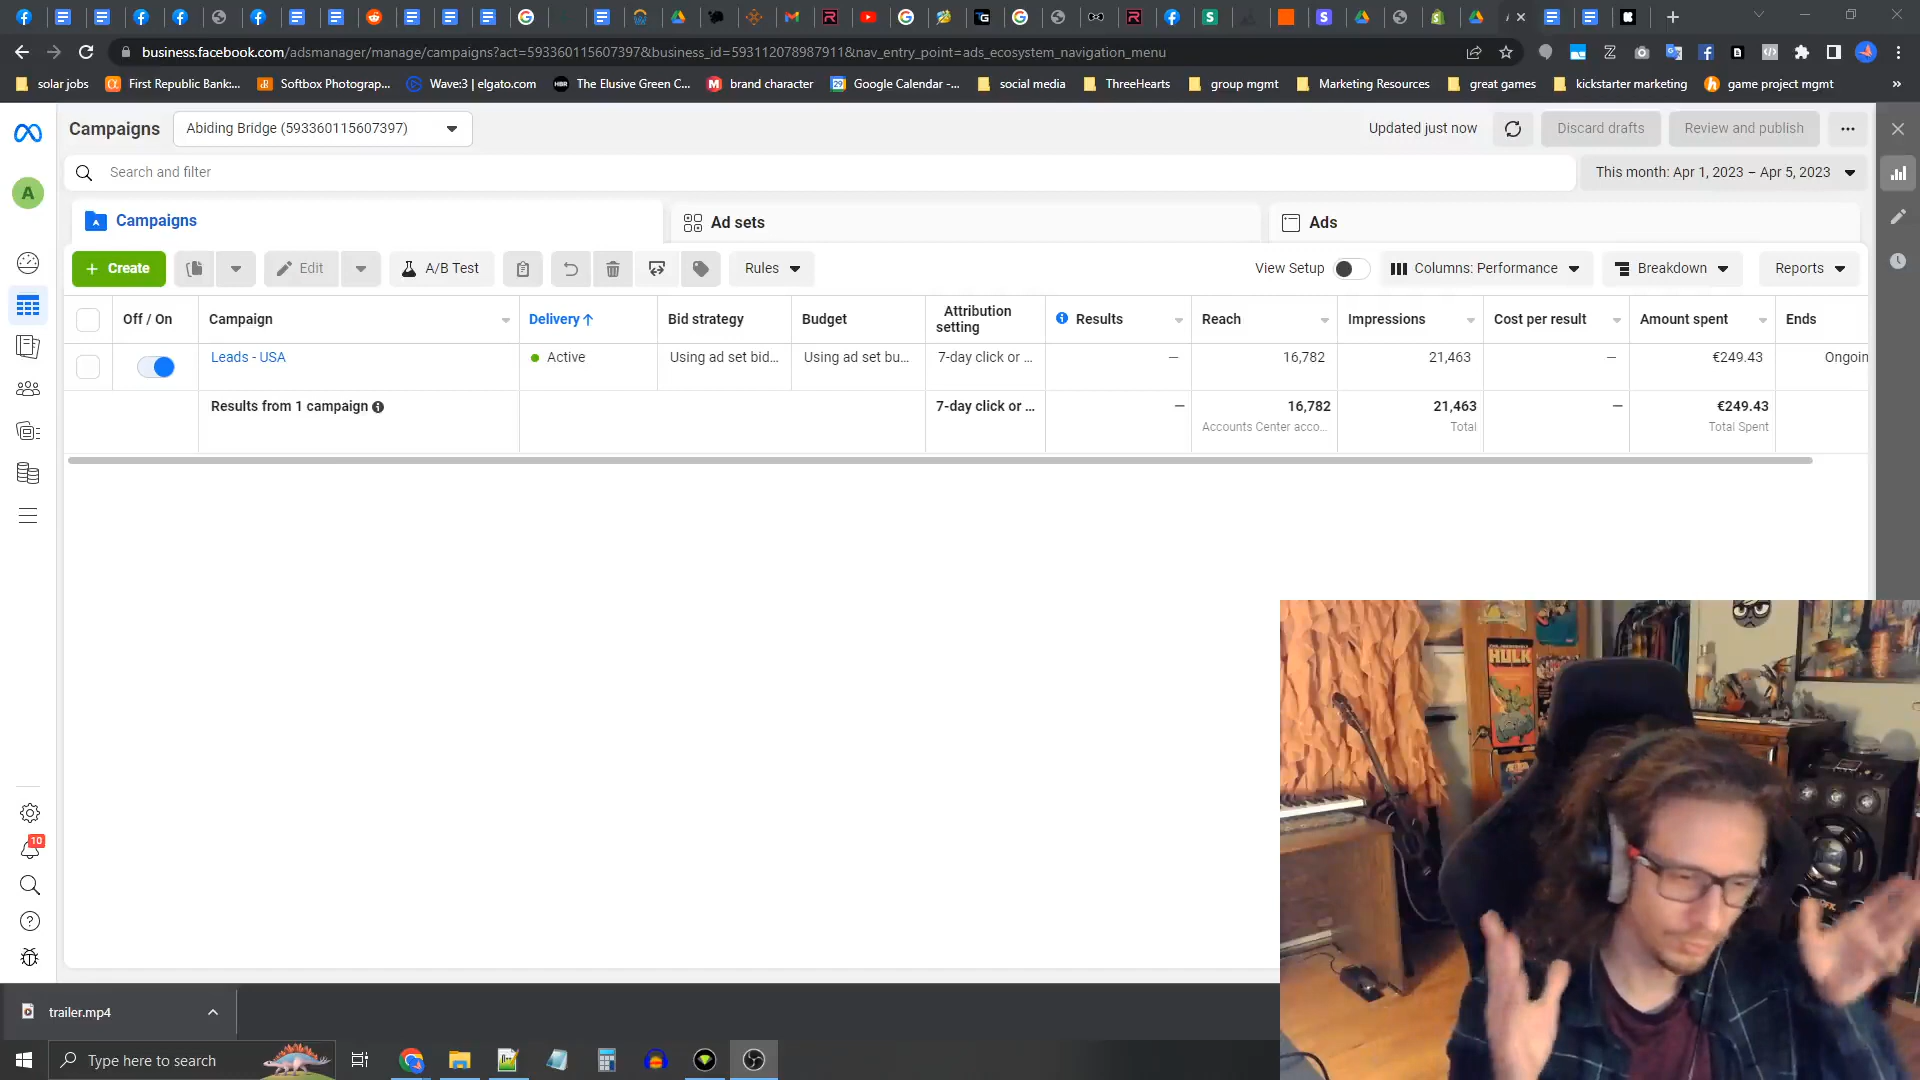 business.facebook.com/adsmanager/manage/campaigns?act=593360115607397&business_id=593112078987911&nav_entry_point=ads_ecosystem_navigation_menu
solar jobs
First Republic Bank:...
Softbox Photograp...
Wave:3 | elgato.com
The Elusive Green C...
brand character
Google Calendar -...
social media
ThreeHearts
group mgmt
Marketing Resources
great games
kickstarter marketing
game project mgmt
»
Campaigns
Abiding Bridge (593360115607397)
Updated just now
Discard drafts
Review and publish
A
Search and filter
This month: Apr 1, 2023 – Apr 5, 2023
Campaigns
Ad sets
Ads
+ Create
Edit
A/B Test
Rules
View Setup
Columns: Performance
Breakdown
Reports
Off / On
Campaign
Delivery↑
Bid strategy
Budget
Attribution
setting
Results
Reach
Impressions
Cost per result
Amount spent
Ends
Leads - USA
Active
Using ad set bid...
Using ad set bu...
7-day click or ...
—
16,782
21,463
—
€249.43
Ongoin
Results from 1 campaign
7-day click or ...
—
16,782
21,463
—
€249.43
Accounts Center acco...
Total
Total Spent
HULK
10
trailer.mp4
Type here to search